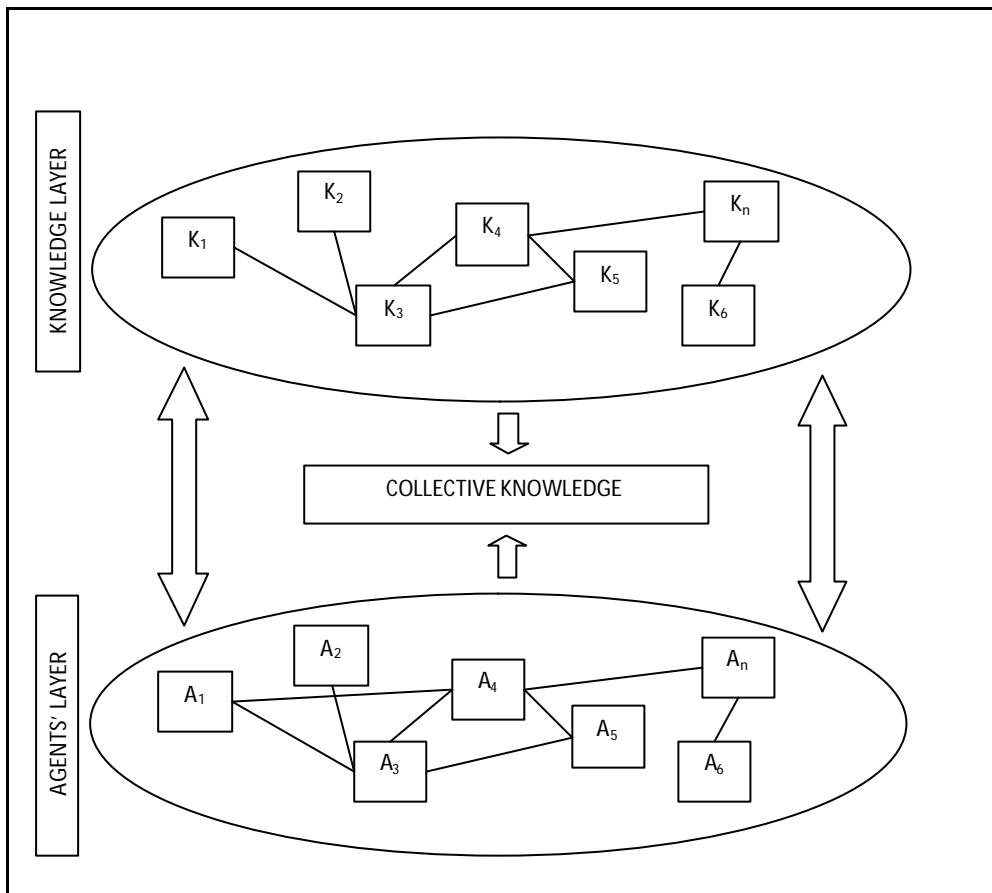 KNOWLEDGE LAYER
K1
K2
K3
K4
K5
Kn
K6
COLLECTIVE KNOWLEDGE
AGENTS’ LAYER
A1
A2
A3
A4
A5
An
A6